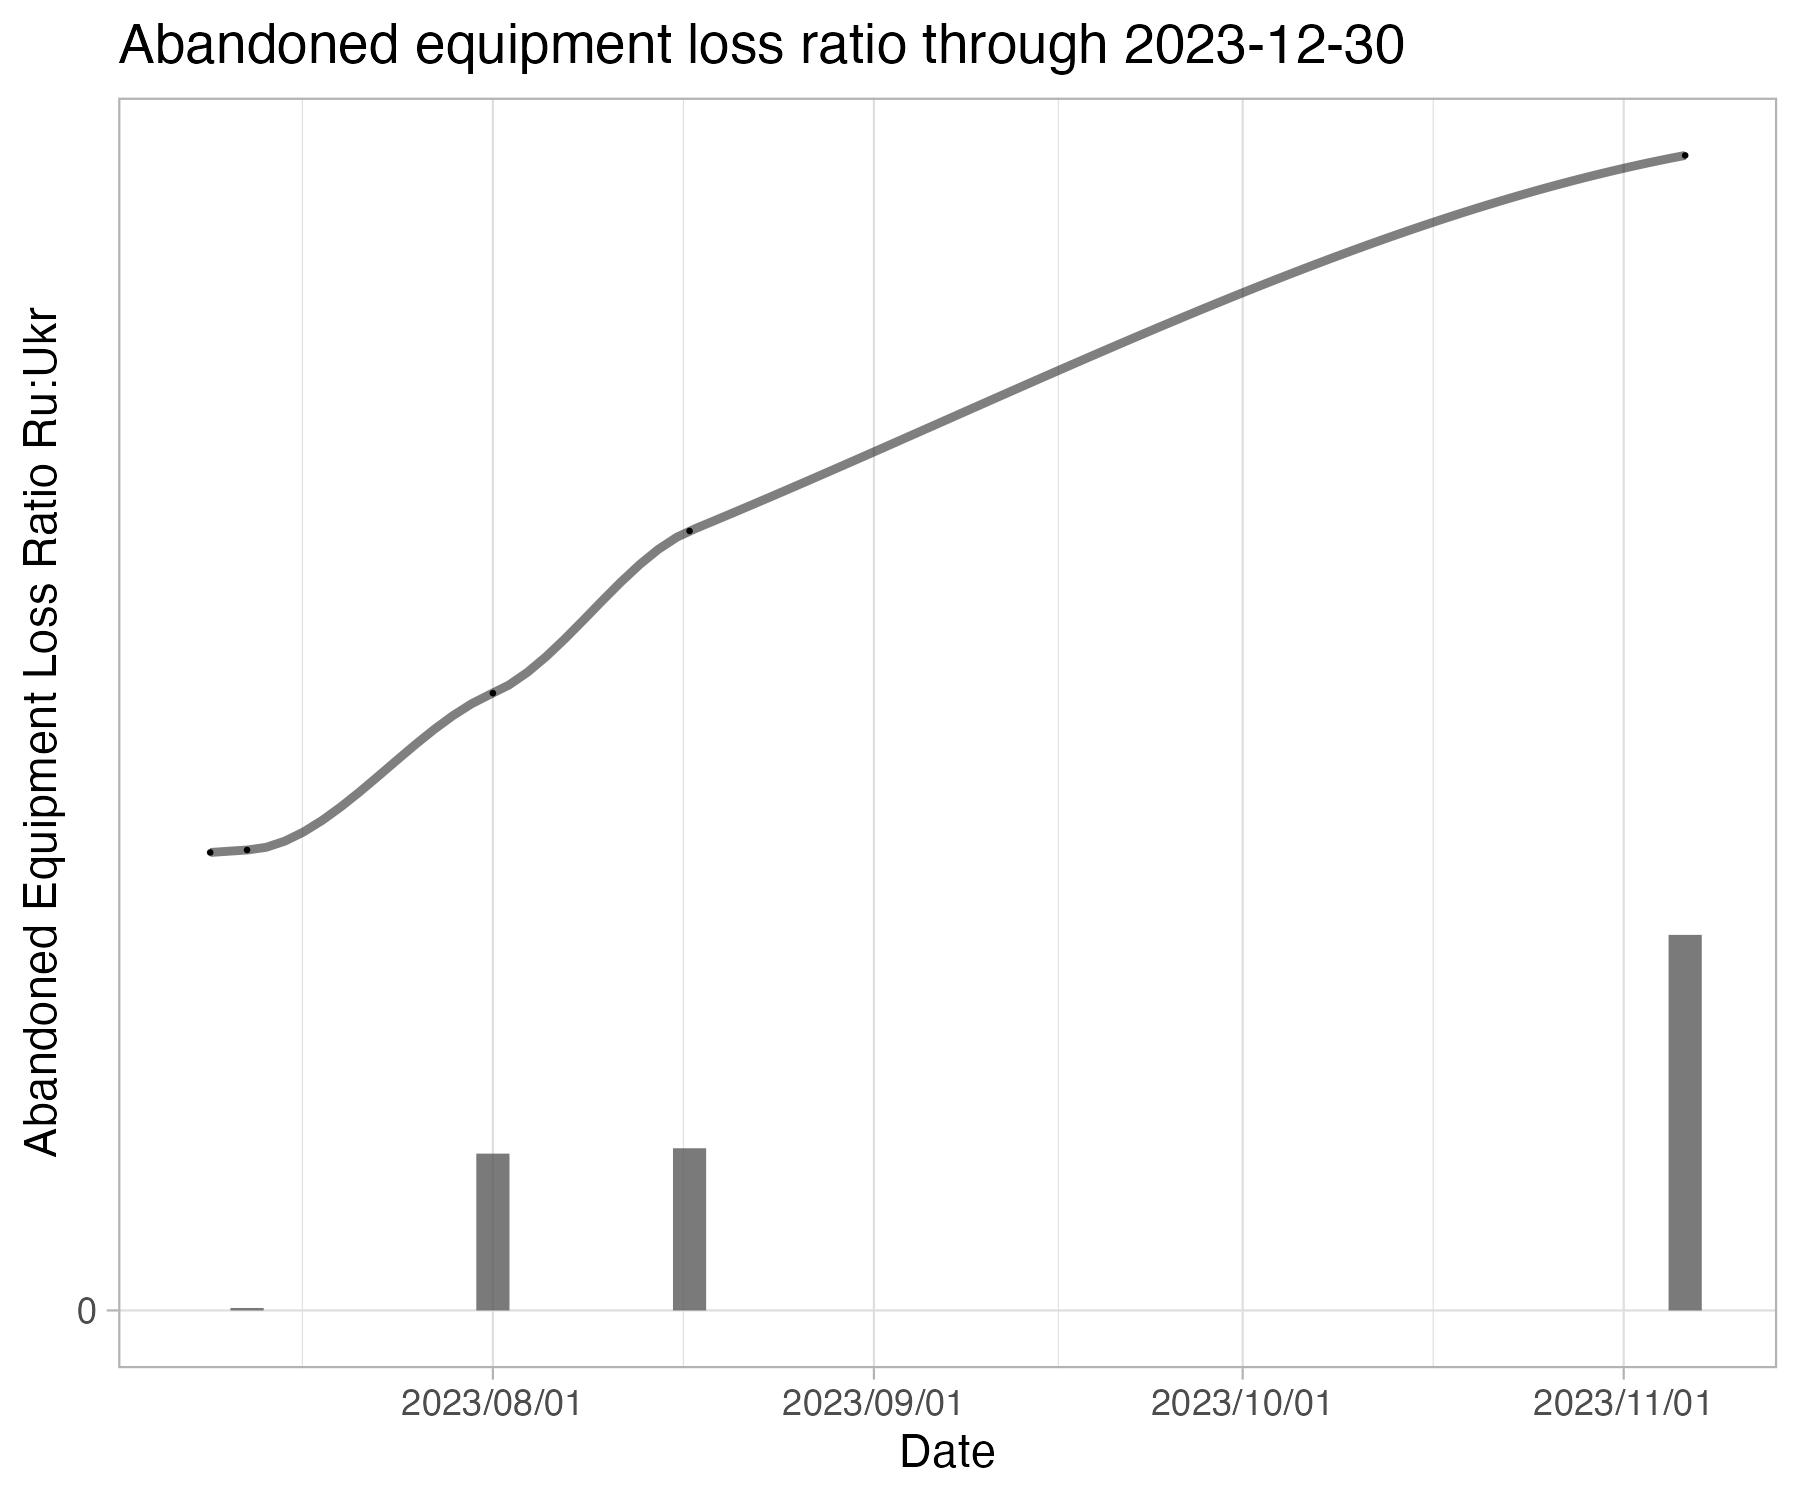 Abandoned equipment loss ratio through 2023-12-30
Abandoned Equipment Loss Ratio Ru:Ukr
0
2023/08/01
2023/09/01
2023/10/01
2023/11/01
Date